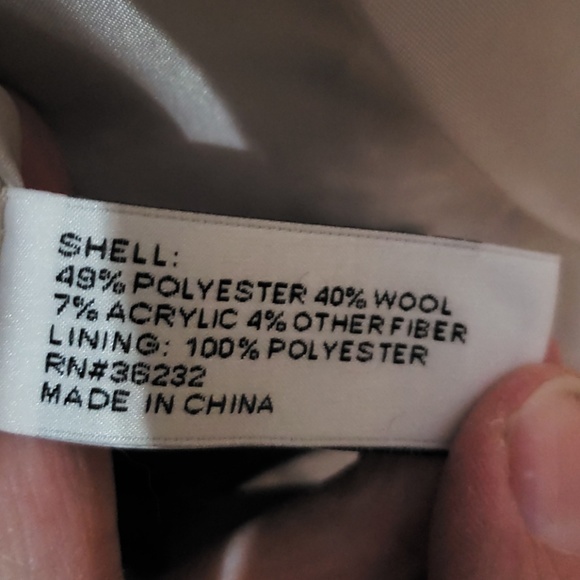 SHELL:
49% POLYESTER 40% WOOL
7% ACRYLIC 4% OTHER FIBER
LINING: 100% POLYESTER
RN#36232
MADE IN CHINA